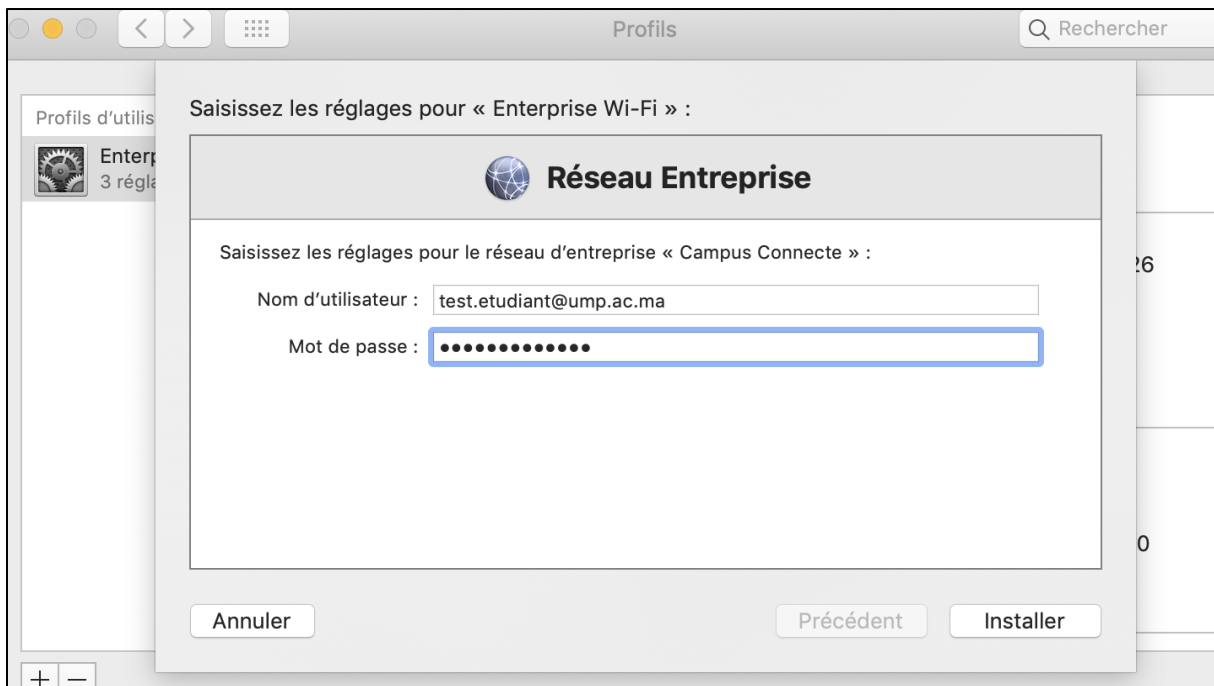 Profils
Rechercher
Profils d'utilis
Saisissez les réglages pour « Enterprise Wi-Fi » :
Enterp
3 régla
Réseau Entreprise
Saisissez les réglages pour le réseau d'entreprise « Campus Connecte » :
Nom d'utilisateur : test.etudiant@ump.ac.ma
Mot de passe : •••••••••••••
26
0
Annuler
Précédent
Installer